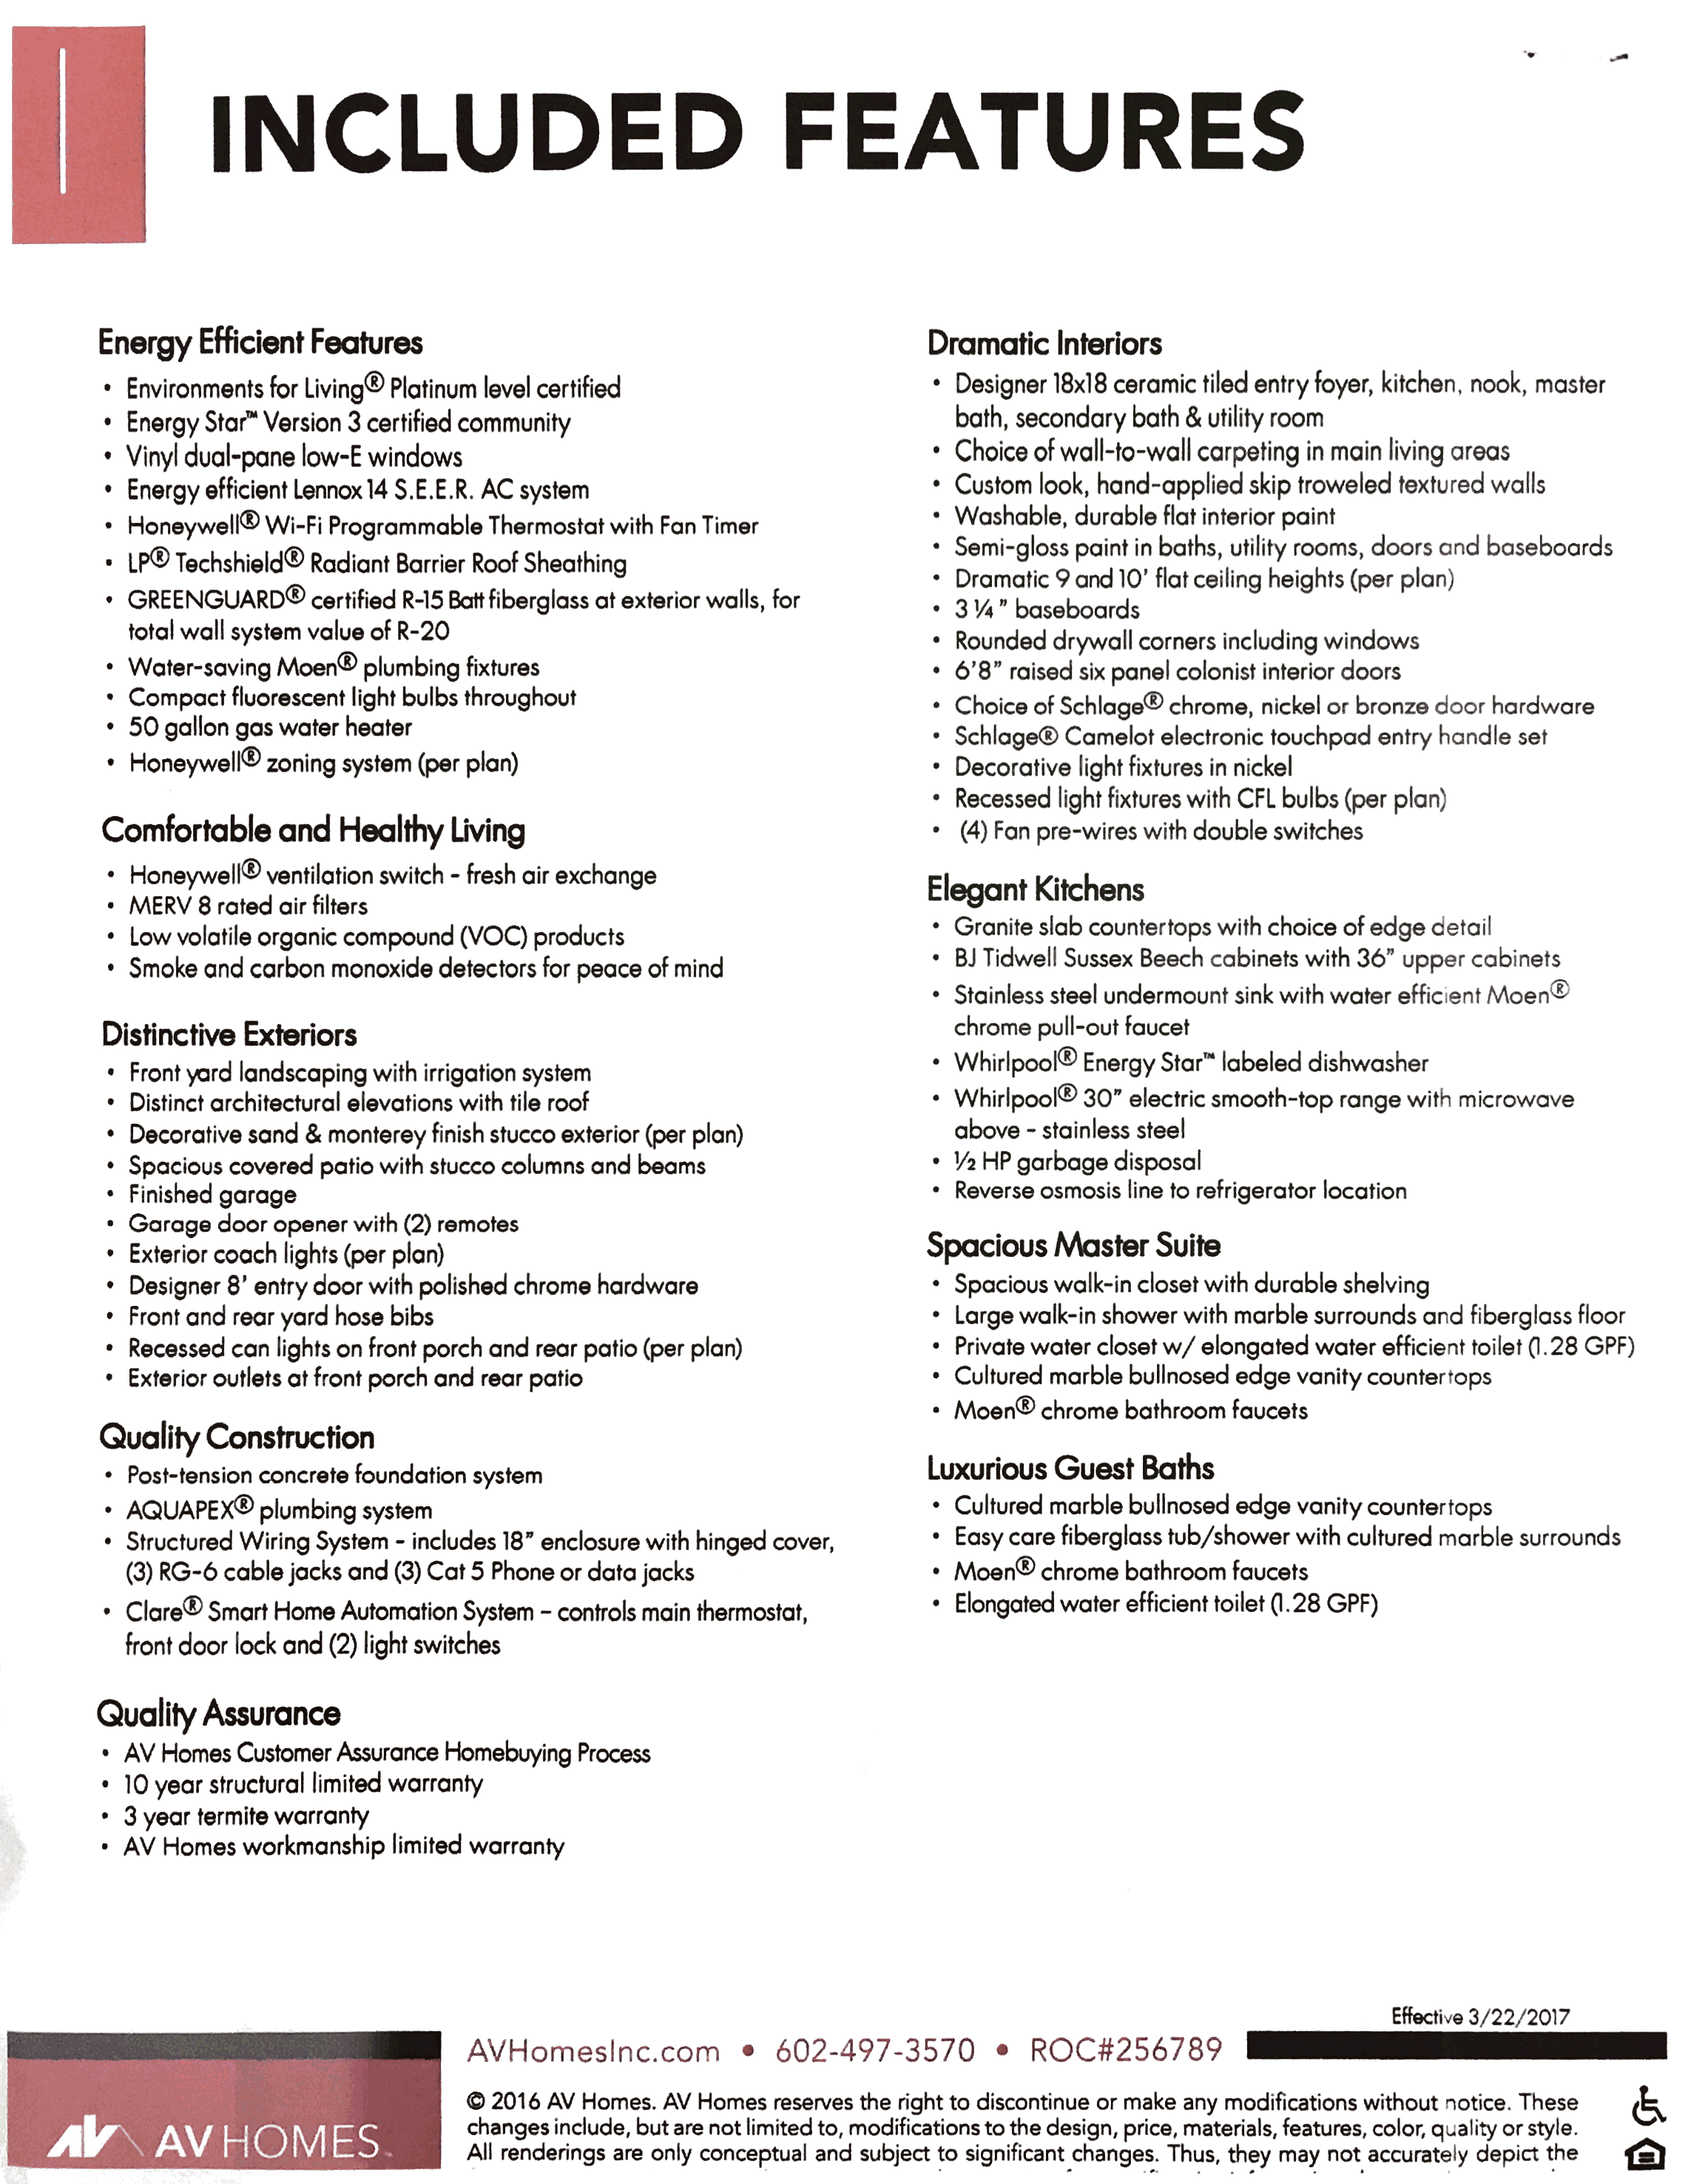 INCLUDED FEATURES
Energy Efficient Features
• Environments for Living® Platinum level certified
• Energy Star™ Version 3 certified community
• Vinyl dual-pane low-E windows
• Energy efficient Lennox 14 S.E.E.R. AC system
• Honeywell® Wi-Fi Programmable Thermostat with Fan Timer
• LP® Techshield® Radiant Barrier Roof Sheathing
• GREENGUARD® certified R-15 Batt fiberglass at exterior walls, for
total wall system value of R-20
• Water-saving Moen® plumbing fixtures
• Compact fluorescent light bulbs throughout
• 50 gallon gas water heater
• Honeywell® zoning system (per plan)
Comfortable and Healthy Living
• Honeywell® ventilation switch - fresh air exchange
• MERV 8 rated air filters
• Low volatile organic compound (VOC) products
• Smoke and carbon monoxide detectors for peace of mind
Distinctive Exteriors
• Front yard landscaping with irrigation system
• Distinct architectural elevations with tile roof
• Decorative sand & monterey finish stucco exterior (per plan)
• Spacious covered patio with stucco columns and beams
• Finished garage
• Garage door opener with (2) remotes
• Exterior coach lights (per plan)
• Designer 8' entry door with polished chrome hardware
• Front and rear yard hose bibs
• Recessed can lights on front porch and rear patio (per plan)
• Exterior outlets at front porch and rear patio
Quality Construction
• Post-tension concrete foundation system
• AQUAPEX® plumbing system
• Structured Wiring System - includes 18" enclosure with hinged cover,
(3) RG-6 cable jacks and (3) Cat 5 Phone or data jacks
• Clare® Smart Home Automation System – controls main thermostat,
front door lock and (2) light switches
Quality Assurance
• AV Homes Customer Assurance Homebuying Process
• 10 year structural limited warranty
• 3 year termite warranty
• AV Homes workmanship limited warranty
Dramatic Interiors
• Designer 18x18 ceramic tiled entry foyer, kitchen, nook, master
bath, secondary bath & utility room
• Choice of wall-to-wall carpeting in main living areas
• Custom look, hand-applied skip troweled textured walls
• Washable, durable flat interior paint
• Semi-gloss paint in baths, utility rooms, doors and baseboards
• Dramatic 9 and 10' flat ceiling heights (per plan)
• 3 ¼" baseboards
• Rounded drywall corners including windows
• 6'8" raised six panel colonist interior doors
• Choice of Schlage® chrome, nickel or bronze door hardware
• Schlage® Camelot electronic touchpad entry handle set
• Decorative light fixtures in nickel
• Recessed light fixtures with CFL bulbs (per plan)
• (4) Fan pre-wires with double switches
Elegant Kitchens
• Granite slab countertops with choice of edge detail
• BJ Tidwell Sussex Beech cabinets with 36" upper cabinets
• Stainless steel undermount sink with water efficient Moen®
chrome pull-out faucet
• Whirlpool® Energy Star™ labeled dishwasher
• Whirlpool® 30" electric smooth-top range with microwave
above - stainless steel
• ½ HP garbage disposal
• Reverse osmosis line to refrigerator location
Spacious Master Suite
• Spacious walk-in closet with durable shelving
• Large walk-in shower with marble surrounds and fiberglass floor
• Private water closet w/ elongated water efficient toilet (1.28 GPF)
• Cultured marble bullnosed edge vanity countertops
• Moen® chrome bathroom faucets
Luxurious Guest Baths
• Cultured marble bullnosed edge vanity countertops
• Easy care fiberglass tub/shower with cultured marble surrounds
• Moen® chrome bathroom faucets
• Elongated water efficient toilet (1.28 GPF)
Effective 3/22/2017
AVHomesInc.com • 602-497-3570 • ROC#256789
AV HOMES
© 2016 AV Homes. AV Homes reserves the right to discontinue or make any modifications without notice. These
changes include, but are not limited to, modifications to the design, price, materials, features, color, quality or style.
All renderings are only conceptual and subject to significant changes. Thus, they may not accurately depict the